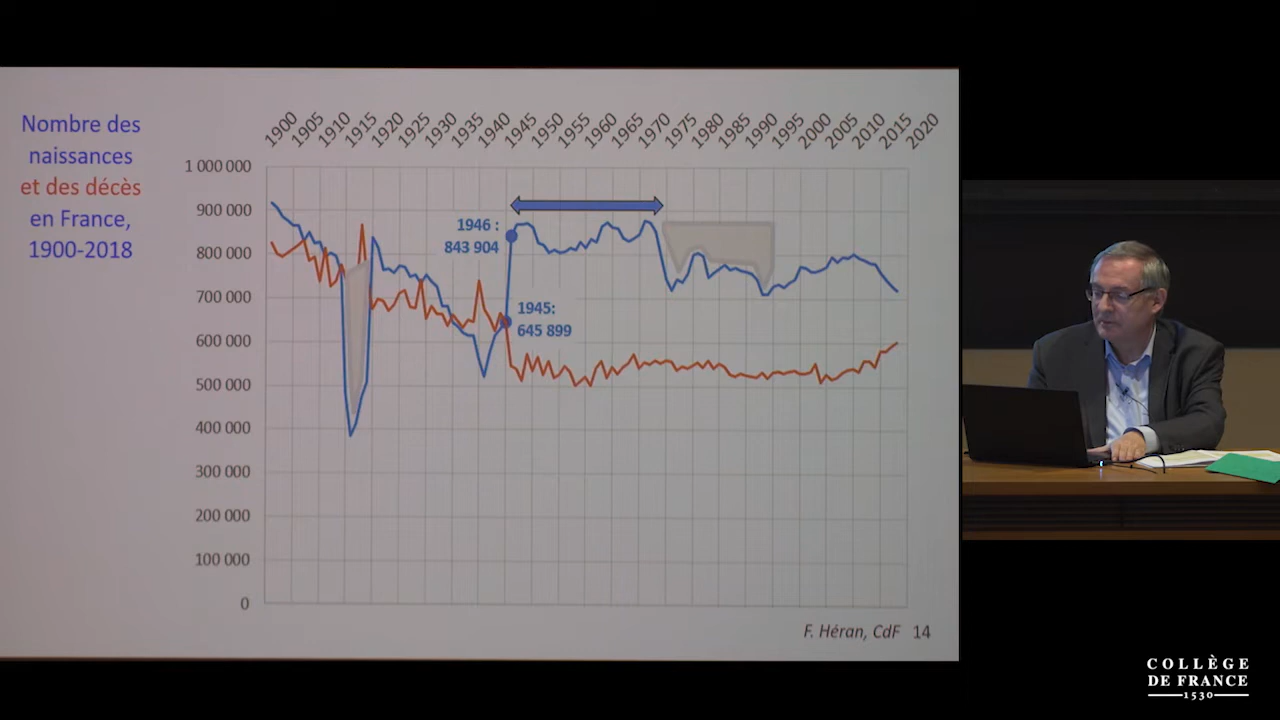 Nombre des
naissances
et des décès
en France,
1900-2018
1900 1905 1910 1915 1920 1925 1930 1935 1940 1945 1950 1955 1960 1965 1970 1975 1980 1985 1990 1995 2000 2005 2010 2015 2020
1 000 000
900 000
800 000
700 000
600 000
500 000
400 000
300 000
200 000
100 000
0
1946 :
843 904
1945:
645 899
F. Héran, CdF 14
COLLÈGE
DE FRANCE
1530